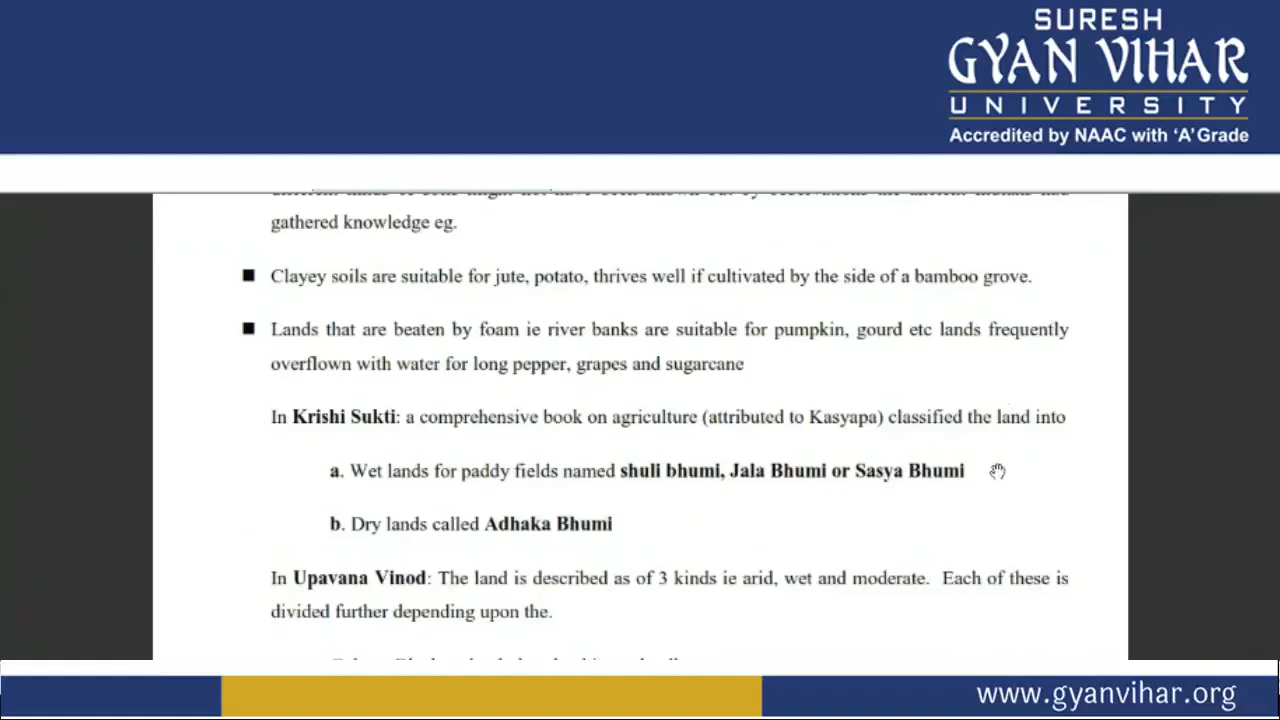 SURESH
GYAN VIHAR
UNIVERSITY
Accredited by NAAC with ‘A’ Grade
gathered knowledge eg.
■ Clayey soils are suitable for jute, potato, thrives well if cultivated by the side of a bamboo grove.
■ Lands that are beaten by foam ie river banks are suitable for pumpkin, gourd etc lands frequently
overflown with water for long pepper, grapes and sugarcane
In Krishi Sukti: a comprehensive book on agriculture (attributed to Kasyapa) classified the land into
a. Wet lands for paddy fields named shuli bhumi, Jala Bhumi or Sasya Bhumi
b. Dry lands called Adhaka Bhumi
In Upavana Vinod: The land is described as of 3 kinds ie arid, wet and moderate. Each of these is
divided further depending upon the.
www.gyanvihar.org